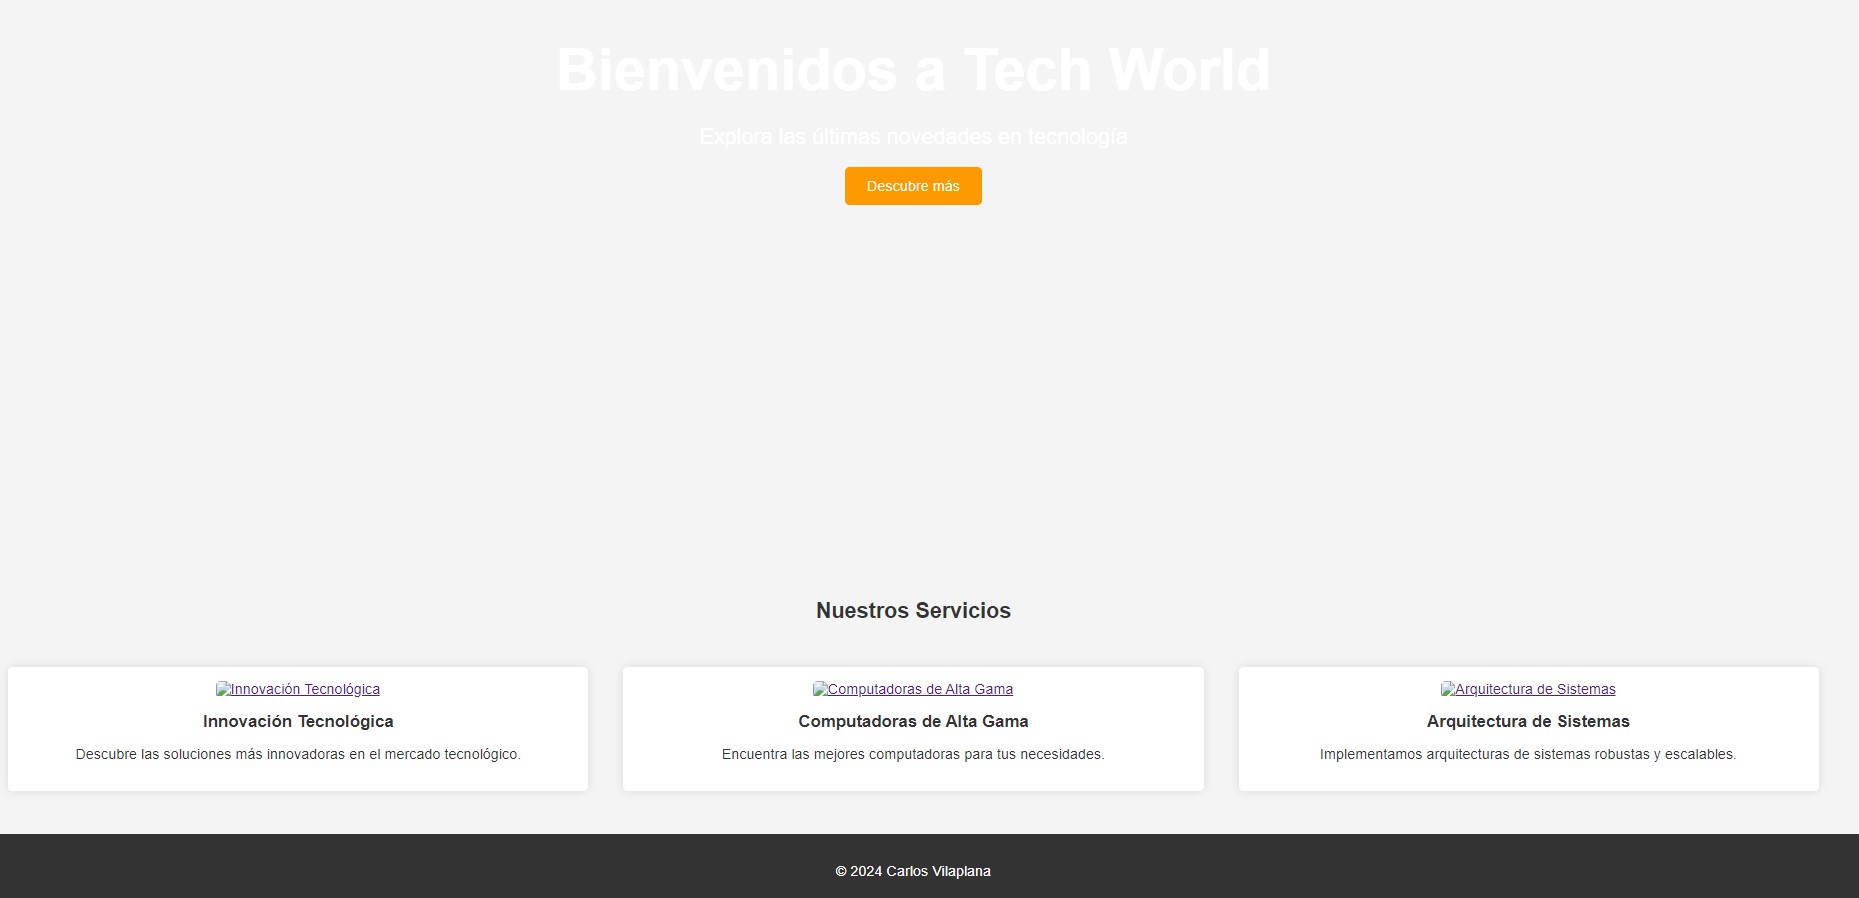 Bienvenidos a Tech World
Explora las últimas novedades en tecnología
Descubre más
Nuestros Servicios
Innovación Tecnológica
Innovación Tecnológica
Descubre las soluciones más innovadoras en el mercado tecnológico.
Computadoras de Alta Gama
Computadoras de Alta Gama
Encuentra las mejores computadoras para tus necesidades.
Arquitectura de Sistemas
Arquitectura de Sistemas
Implementamos arquitecturas de sistemas robustas y escalables.
© 2024 Carlos Vilaplana